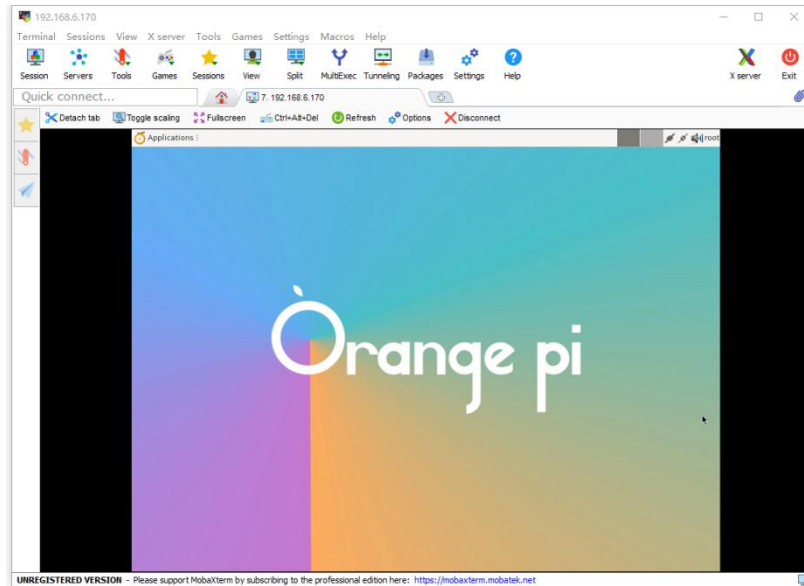 192.168.6.170
Terminal Sessions View X server Tools Games Settings Macros Help
Session Servers Tools Games Sessions View Split MultiExec Tunneling Packages Settings Help X server Exit
Quick connect... 7. 192.168.6.170
Detach tab Toggle scaling Fullscreen Ctrl+Alt+Del Refresh Options Disconnect
Applications root
Orange pi
UNREGISTERED VERSION - Please support MobaXterm by subscribing to the professional edition here: https://mobaxterm.mobatek.net